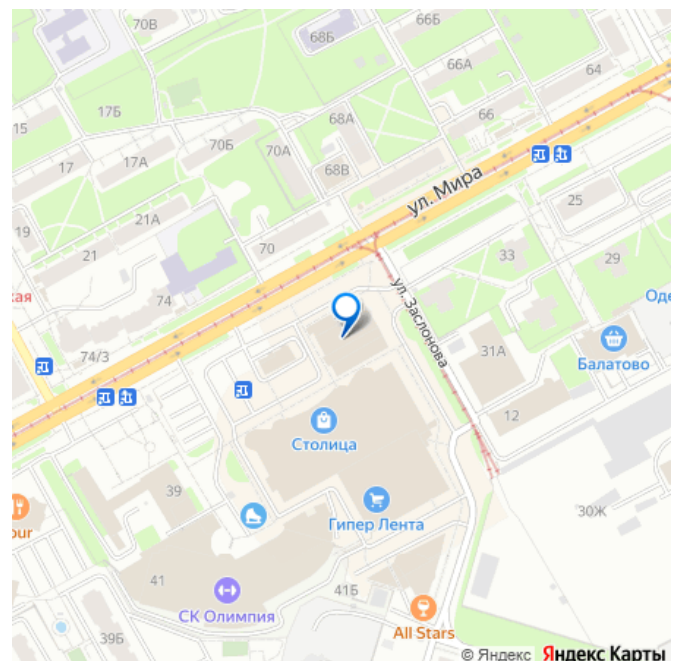 70В
66Б
68Б
66А
64
17Б
68А
66
15
70Б
17А
70А
17
68В
ул. Мира
25
21А
19
33
29
21
70
ул. Заслонова
74
Оде
кая
31А
74/3
Балатово
12
Столица
39
30Ж
Гипер Лента
our
41
41Б
СК Олимпия
All Stars
39Б
© Яндекс Яндекс Карты